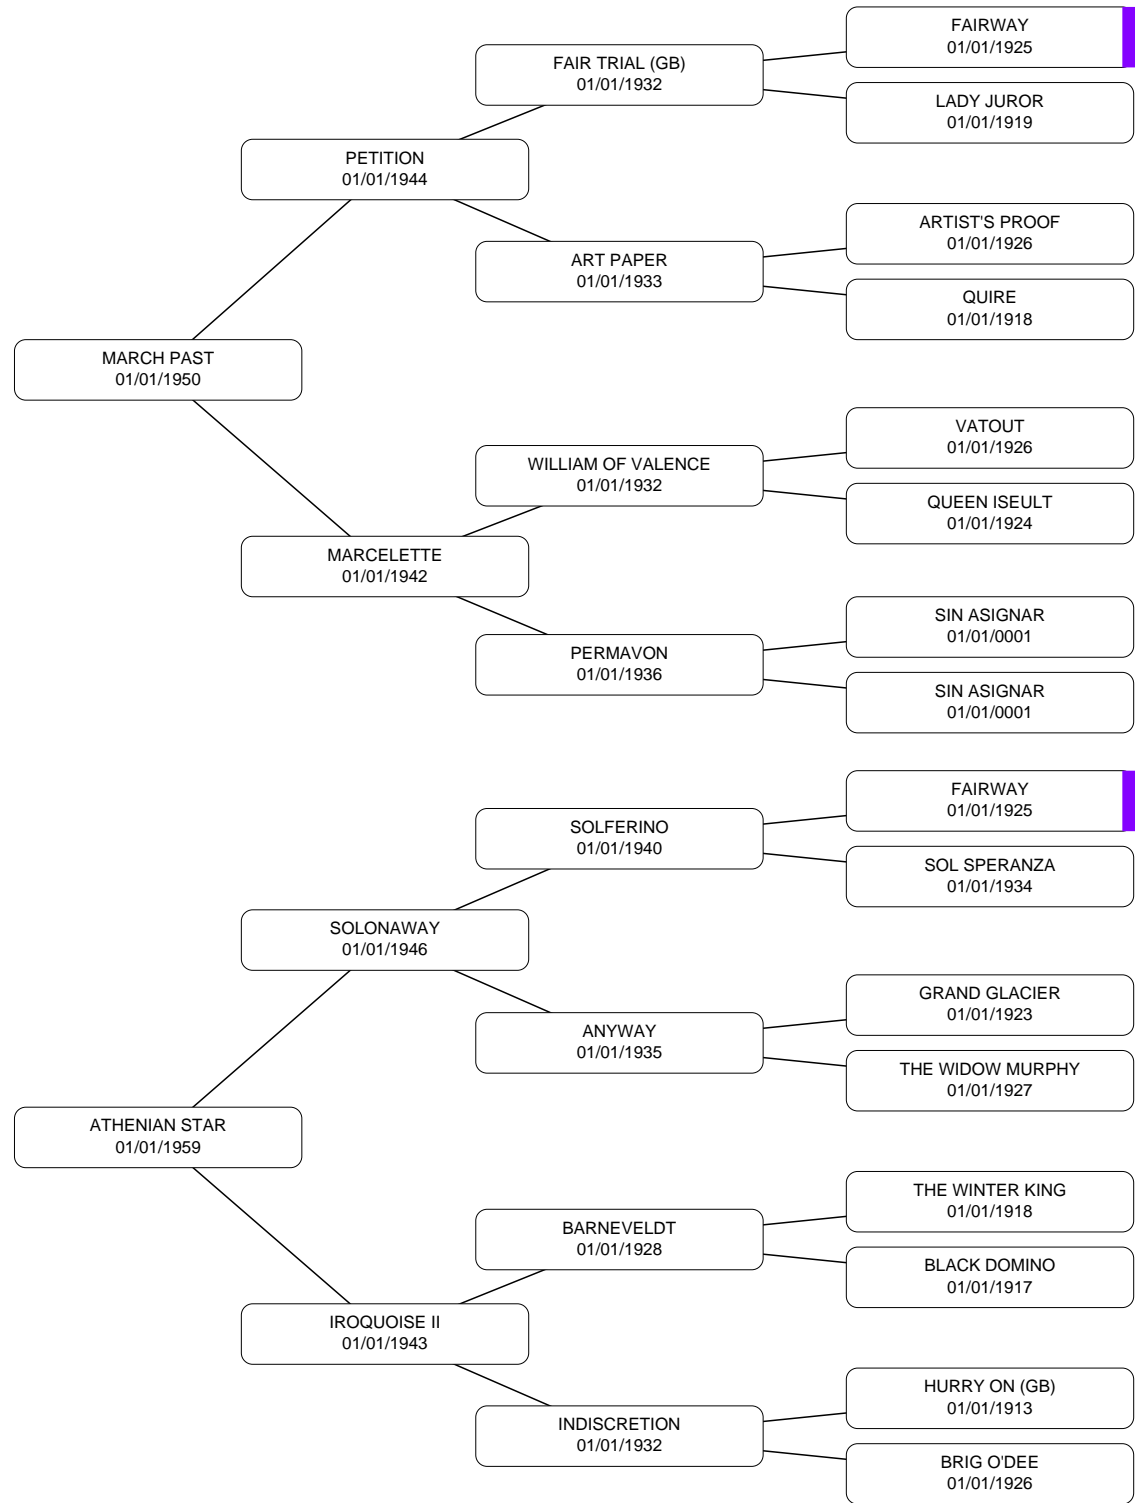 FAIRWAY
01/01/1925
FAIR TRIAL (GB)
01/01/1932
LADY JUROR
01/01/1919
PETITION
01/01/1944
ARTIST'S PROOF
01/01/1926
ART PAPER
01/01/1933
QUIRE
01/01/1918
MARCH PAST
01/01/1950
VATOUT
01/01/1926
WILLIAM OF VALENCE
01/01/1932
QUEEN ISEULT
01/01/1924
MARCELETTE
01/01/1942
SIN ASIGNAR
01/01/0001
PERMAVON
01/01/1936
SIN ASIGNAR
01/01/0001
FAIRWAY
01/01/1925
SOLFERINO
01/01/1940
SOL SPERANZA
01/01/1934
SOLONAWAY
01/01/1946
GRAND GLACIER
01/01/1923
ANYWAY
01/01/1935
THE WIDOW MURPHY
01/01/1927
ATHENIAN STAR
01/01/1959
THE WINTER KING
01/01/1918
BARNEVELDT
01/01/1928
BLACK DOMINO
01/01/1917
IROQUOISE II
01/01/1943
HURRY ON (GB)
01/01/1913
INDISCRETION
01/01/1932
BRIG O'DEE
01/01/1926